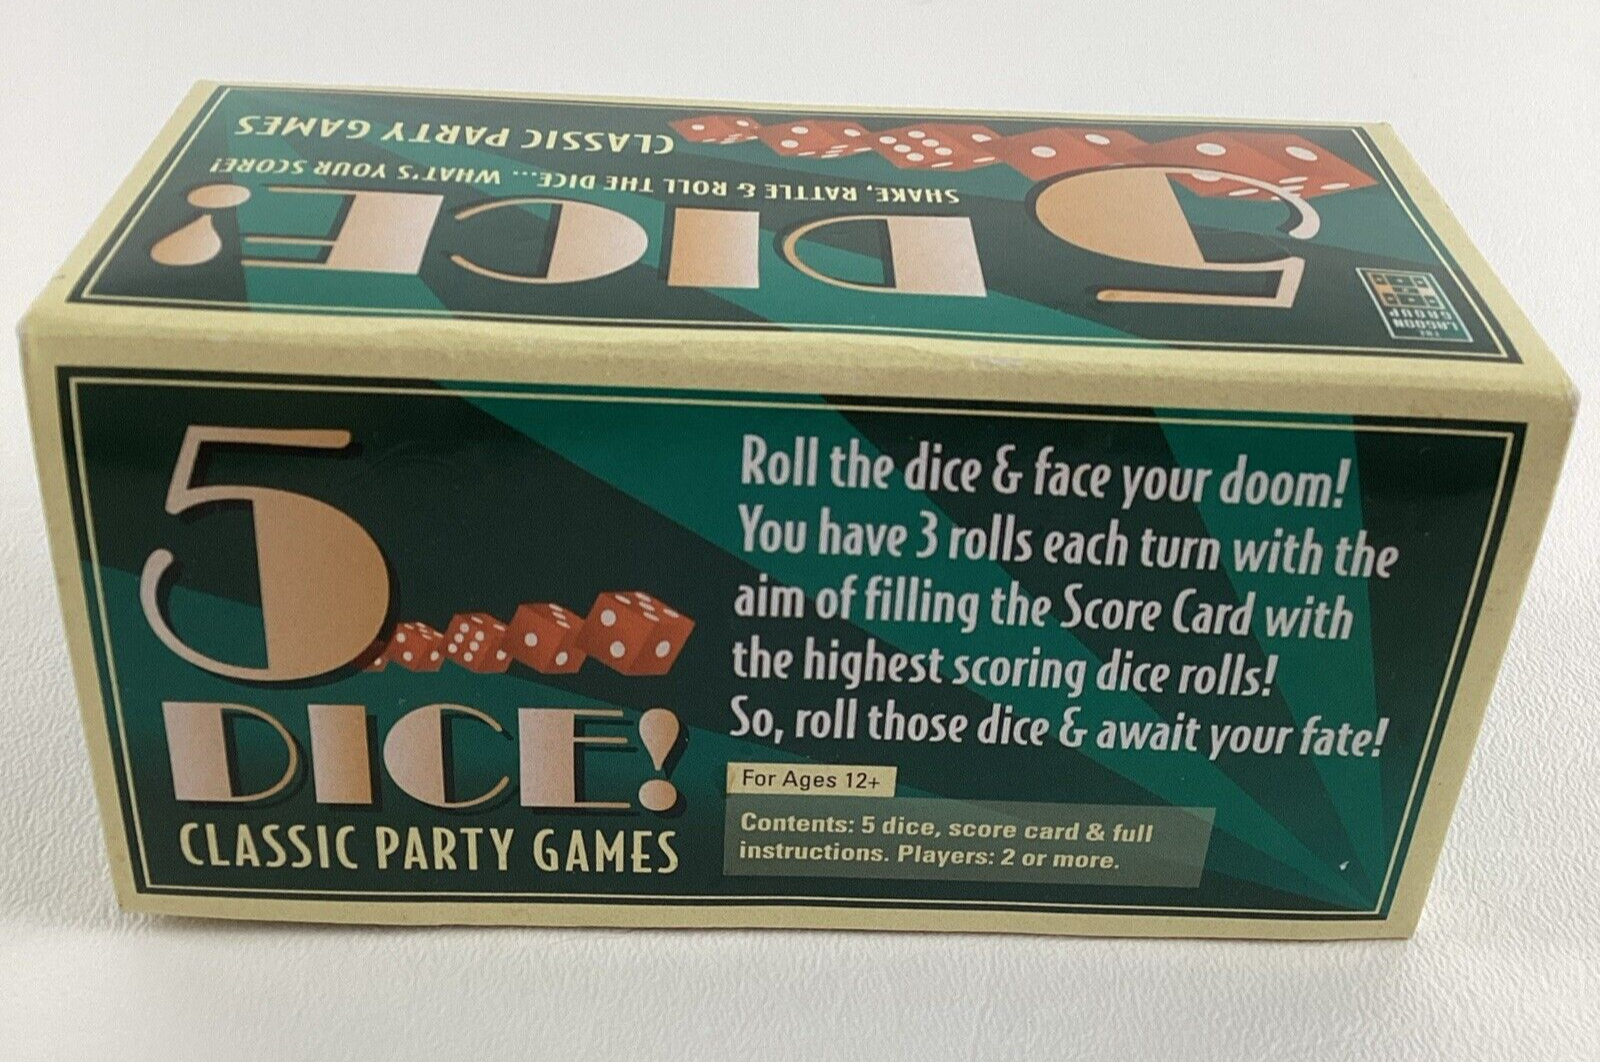 CLASSIC PARTY GAMES
SHAKE, RATTLE & ROLL THE DICE... WHAT'S YOUR SCORE!
5 DICE!
THE
LAGOON
GROUP
5
DICE!
CLASSIC PARTY GAMES
Roll the dice & face your doom!
You have 3 rolls each turn with the
aim of filling the Score Card with
the highest scoring dice rolls!
So, roll those dice & await your fate!
For Ages 12+
Contents: 5 dice, score card & full
instructions. Players: 2 or more.